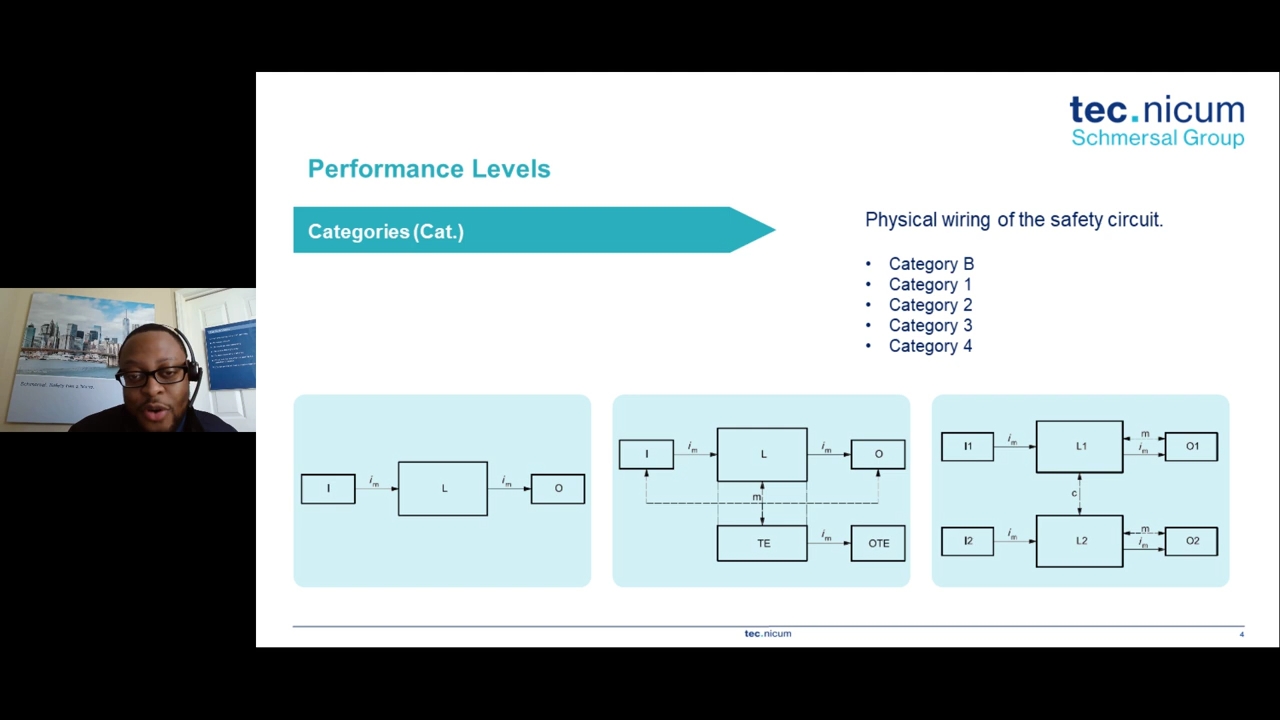 tec.nicum
Schmersal Group
Performance Levels
Categories (Cat.)
Physical wiring of the safety circuit.
• Category B
• Category 1
• Category 2
• Category 3
• Category 4
I
im
L
im
O
I
im
L
im
O
m
TE
im
OTE
I1
im
L1
m
im
O1
c
I2
im
L2
m
im
O2
tec.nicum
4